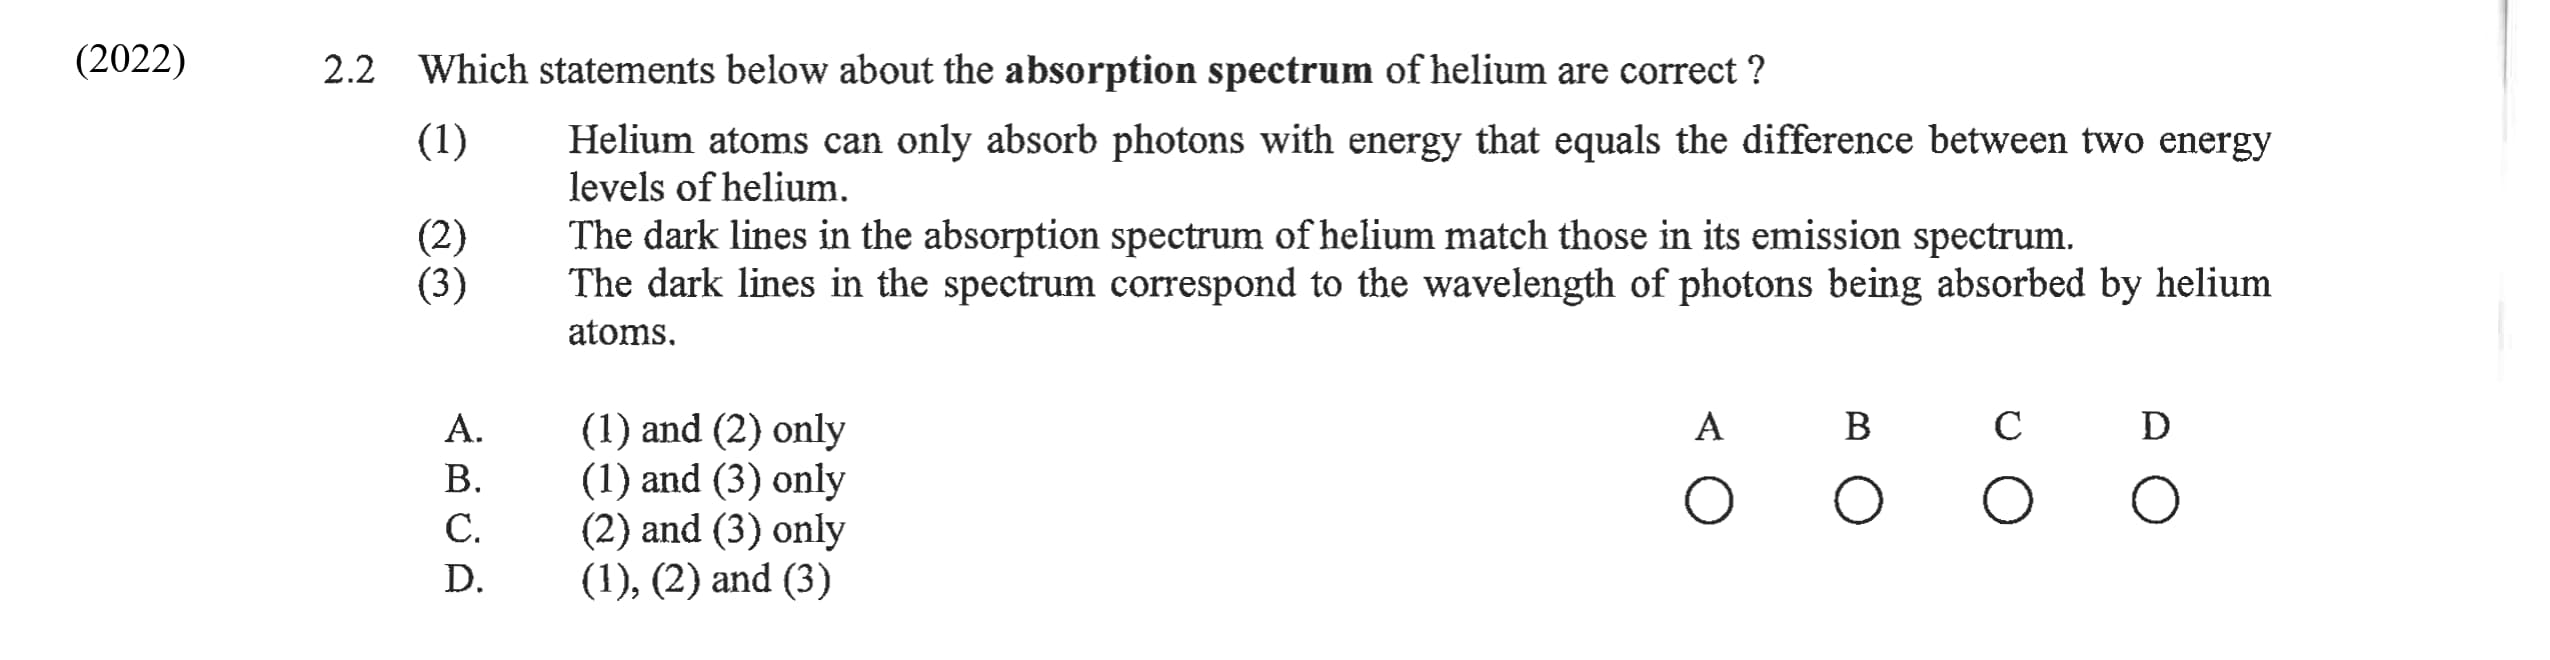 (2022) 2.2 Which statements below about the absorption spectrum of helium are correct ?
(1) Helium atoms can only absorb photons with energy that equals the difference between two energy
levels of helium.
(2) The dark lines in the absorption spectrum of helium match those in its emission spectrum.
(3) The dark lines in the spectrum correspond to the wavelength of photons being absorbed by helium
atoms.
A. (1) and (2) only
B. (1) and (3) only
C. (2) and (3) only
D. (1), (2) and (3)
A B C D